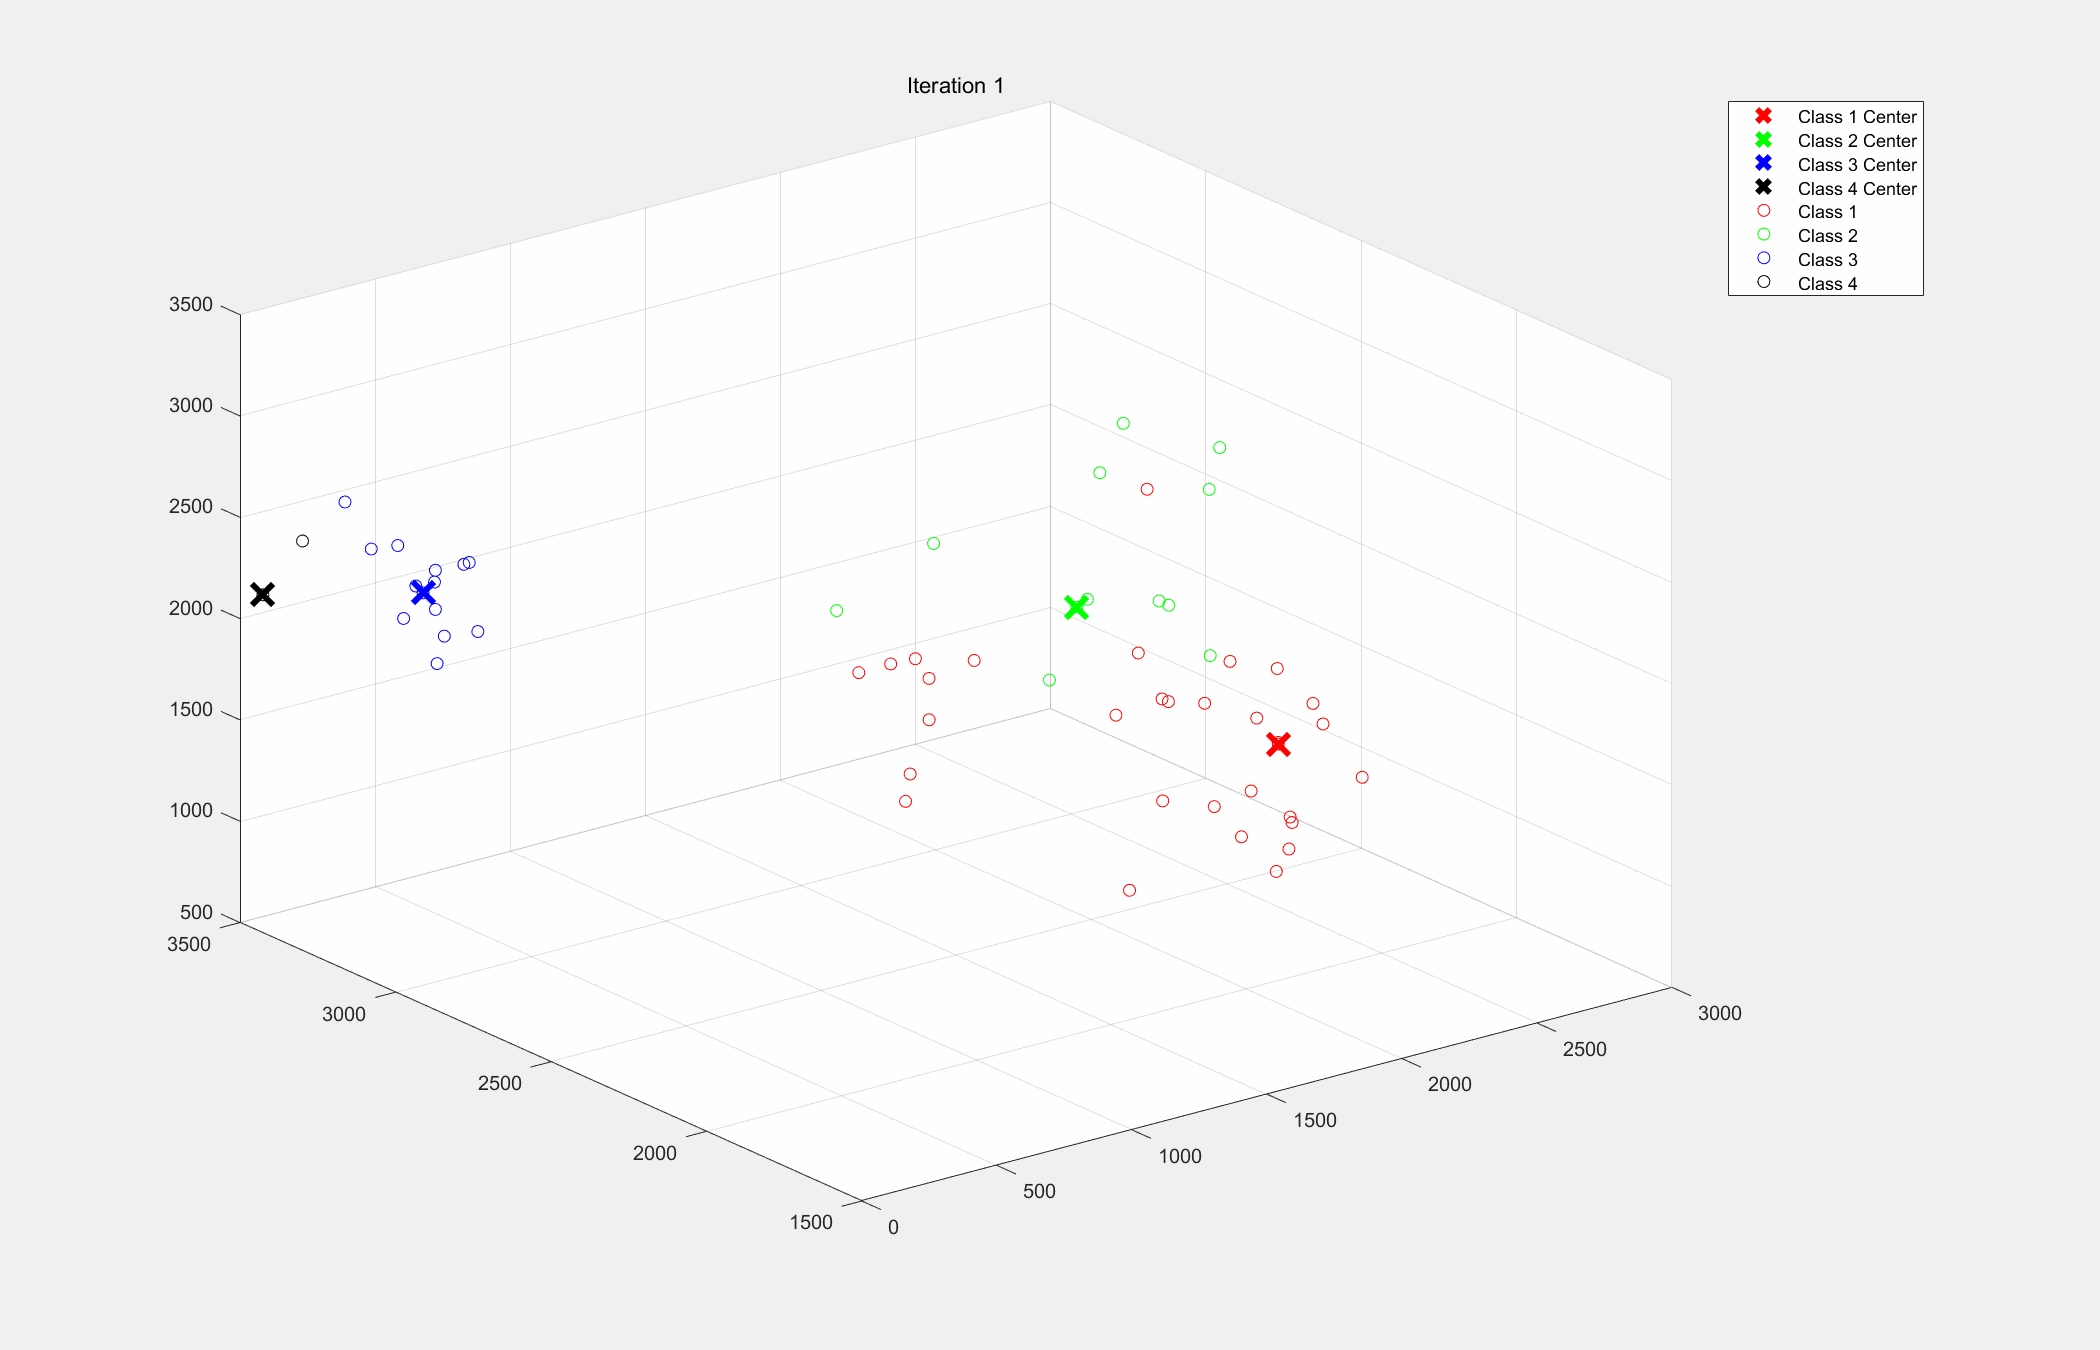 Iteration 1
Class 1 Center
Class 2 Center
Class 3 Center
Class 4 Center
Class 1
Class 2
Class 3
Class 4
3500
3000
2500
2000
1500
1000
500
3500
3000
2500
2000
1500
0
500
1000
1500
2000
2500
3000